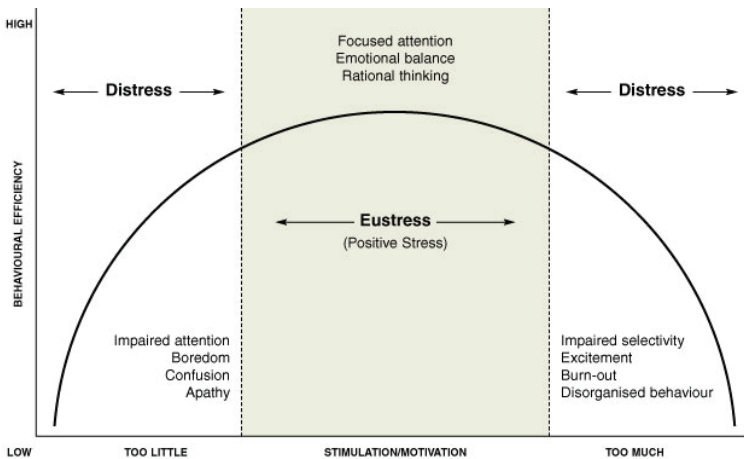 HIGH
Focused attention
Emotional balance
Rational thinking
Distress
Distress
BEHAVIOURAL EFFICIENCY
Eustress
(Positive Stress)
Impaired attention
Boredom
Confusion
Apathy
Impaired selectivity
Excitement
Burn-out
Disorganised behaviour
LOW
TOO LITTLE
STIMULATION/MOTIVATION
TOO MUCH